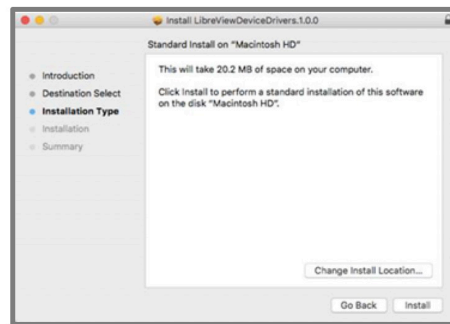 Install LibreViewDeviceDrivers.1.0.0
Standard Install on "Macintosh HD"
Introduction
Destination Select
Installation Type
Installation
Summary
This will take 20.2 MB of space on your computer.
Click Install to perform a standard installation of this software
on the disk "Macintosh HD".
Change Install Location...
Go Back
Install